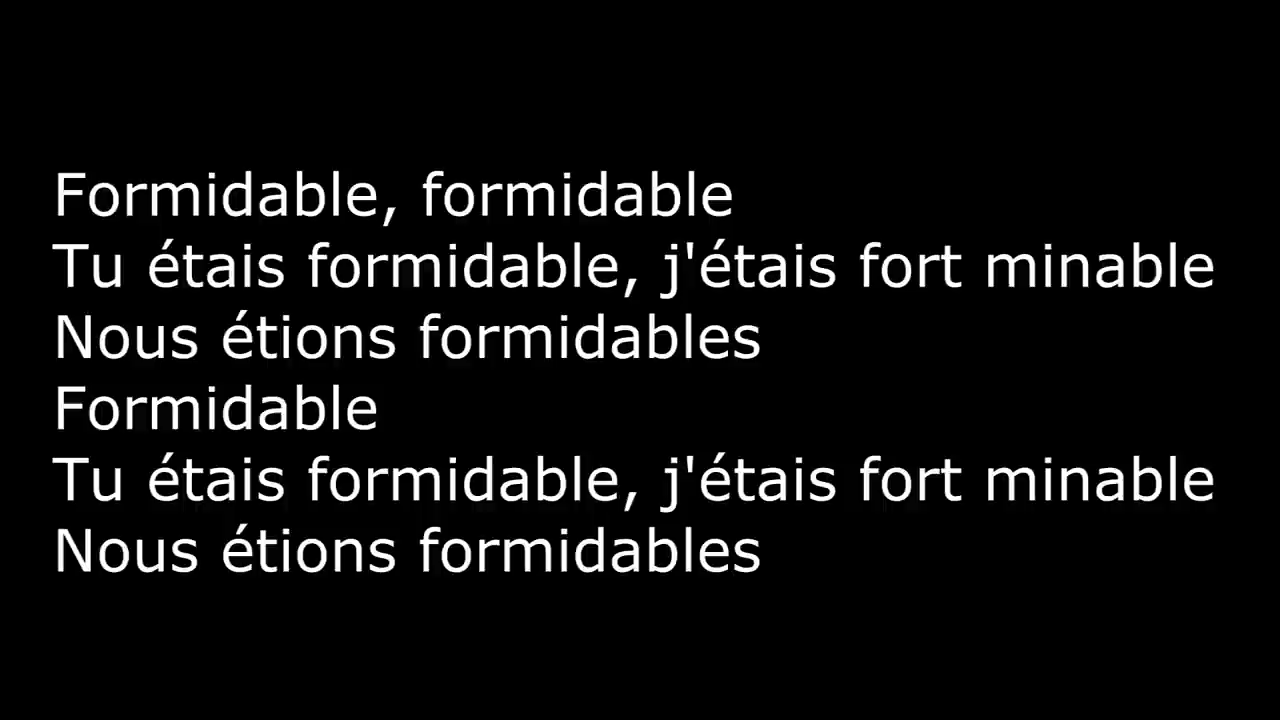 Formidable, formidable
Tu étais formidable, j'étais fort minable
Nous étions formidables
Formidable
Tu étais formidable, j'étais fort minable
Nous étions formidables